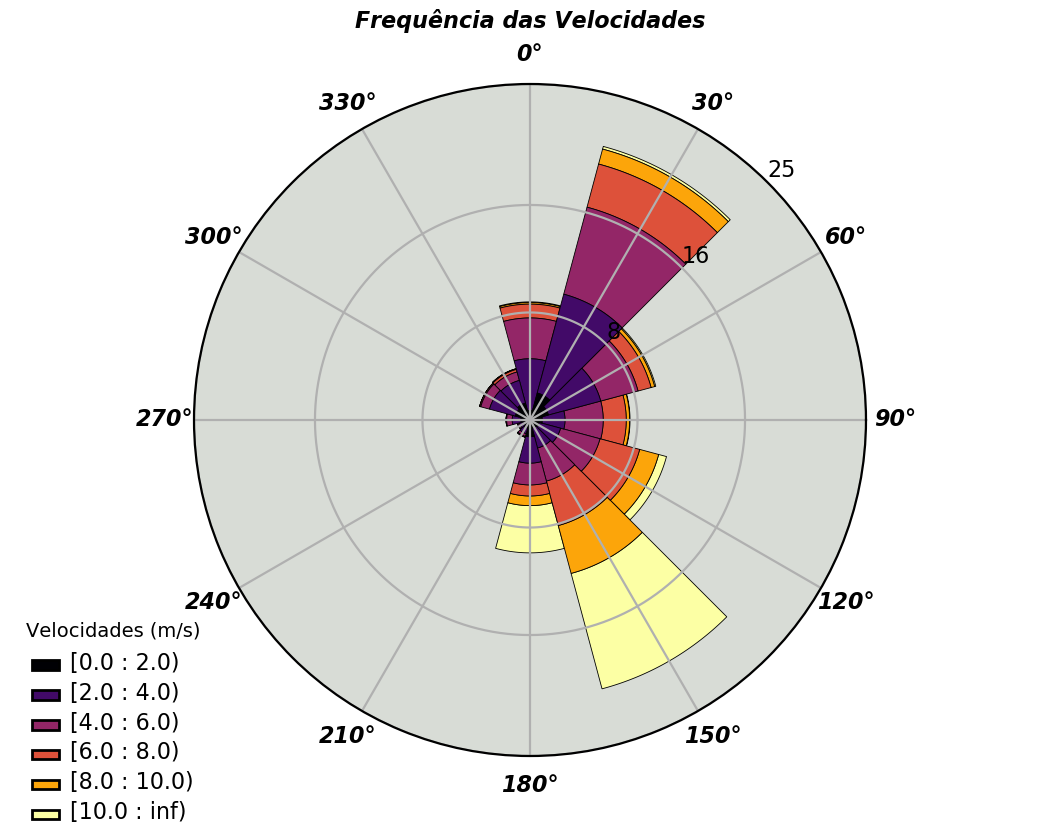 Frequência das Velocidades
0°
330°
30°
25
300°
60°
16
8
270°
90°
240°
120°
210°
150°
180°
Velocidades (m/s)
[0.0 : 2.0)
[2.0 : 4.0)
[4.0 : 6.0)
[6.0 : 8.0)
[8.0 : 10.0)
[10.0 : inf)